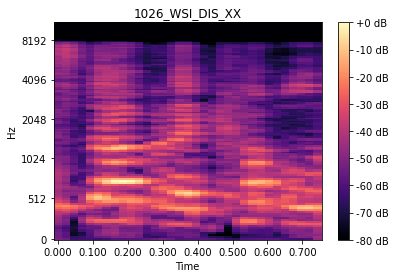 1026_WSI_DIS_XX
8192
4096
2048
1024
512
0
Hz
0.000 0.100 0.200 0.300 0.400 0.500 0.600 0.700
Time
+0 dB
-10 dB
-20 dB
-30 dB
-40 dB
-50 dB
-60 dB
-70 dB
-80 dB